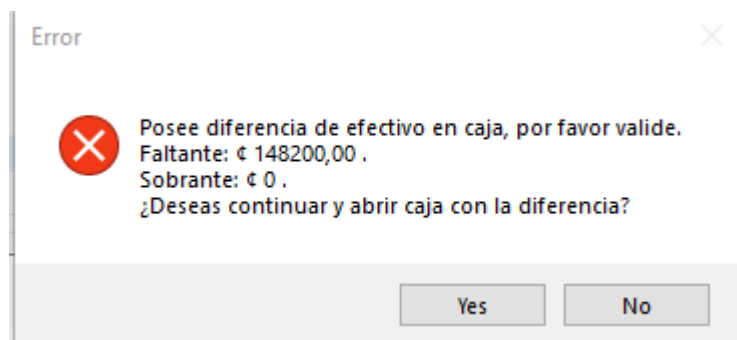 Error
Posee diferencia de efectivo en caja, por favor valide.
Faltante: ¢ 148200,00 .
Sobrante: ¢ 0 .
¿Deseas continuar y abrir caja con la diferencia?
Yes
No